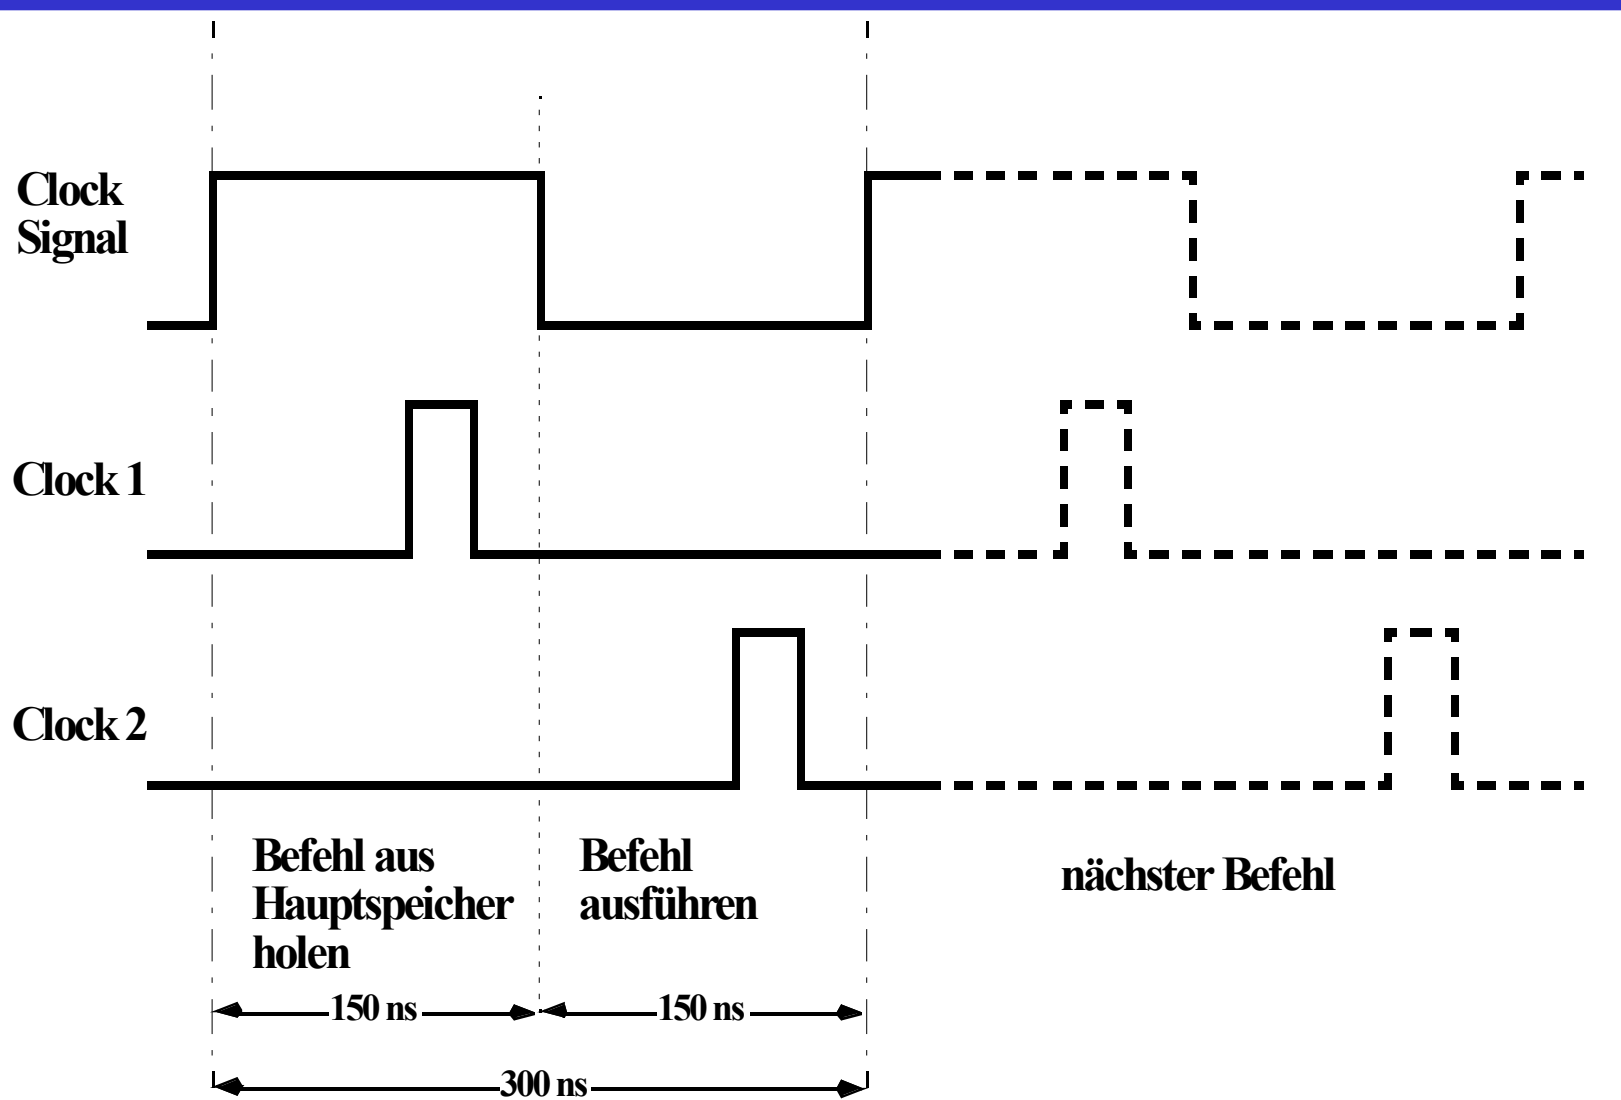 Clock
Signal
Clock 1
Clock 2
Befehl aus
Hauptspeicher
holen
Befehl
ausführen
nächster Befehl
150 ns
150 ns
300 ns